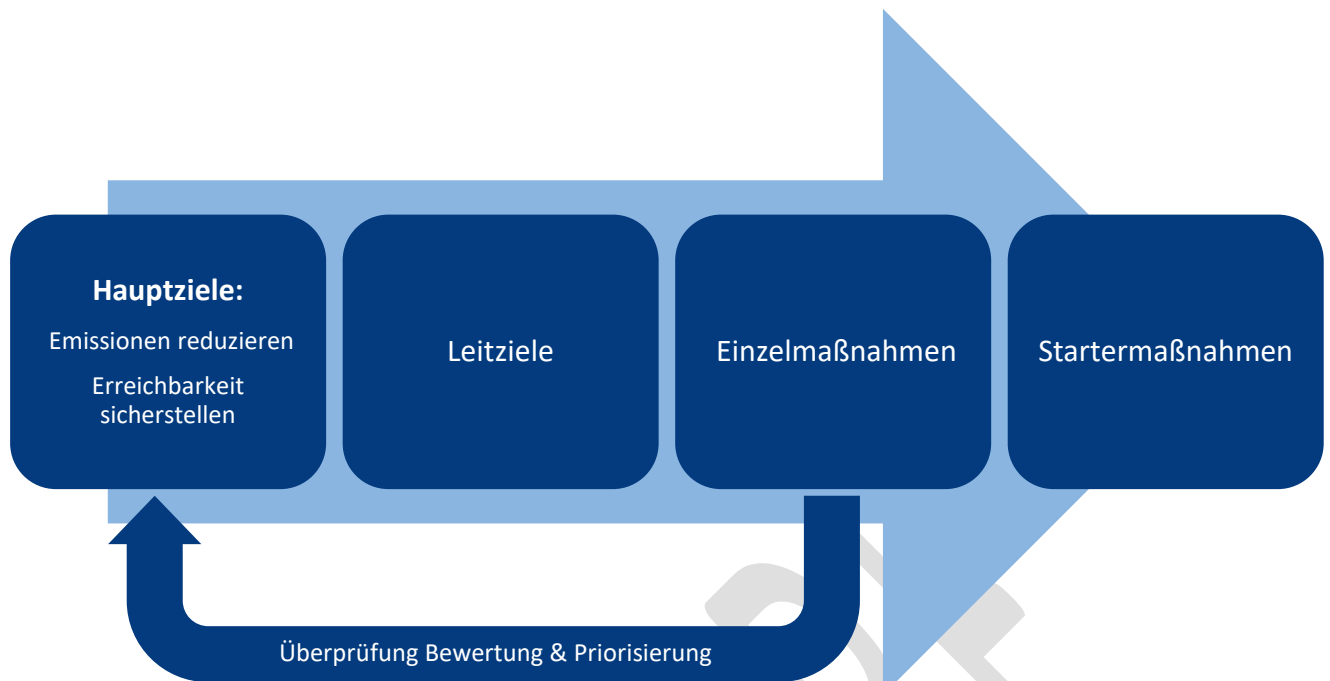 Hauptziele:
Emissionen reduzieren
Erreichbarkeit
sicherstellen
Leitziele
Einzelmaßnahmen
Startermaßnahmen
Überprüfung Bewertung & Priorisierung